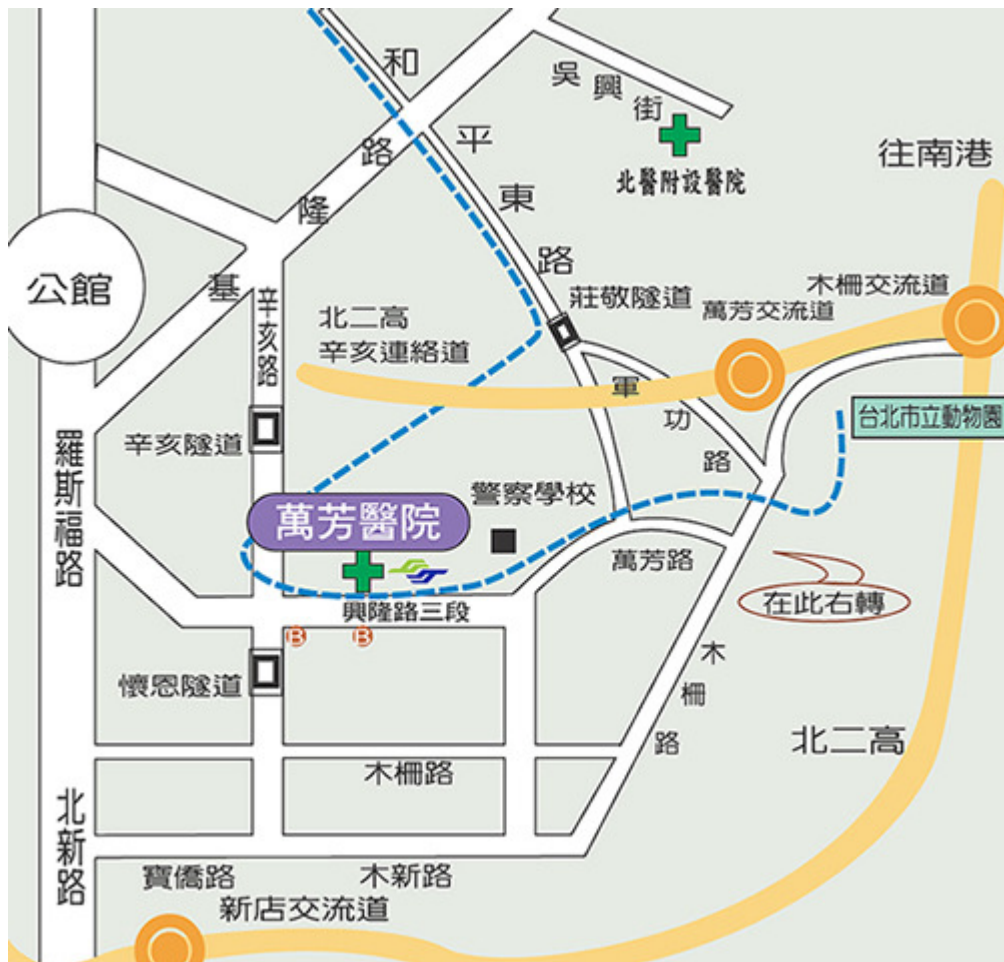 和平東路
吳興街
北醫附設醫院
往南港
基隆路
公館
辛亥路
北二高
辛亥連絡道
莊敬隧道
木柵交流道
萬芳交流道
軍功路
台北市立動物園
辛亥隧道
羅斯福路
警察學校
萬芳醫院
萬芳路
在此右轉
興隆路三段
B
B
懷恩隧道
木柵路
北二高
木柵路
北新路
寶僑路
木新路
新店交流道